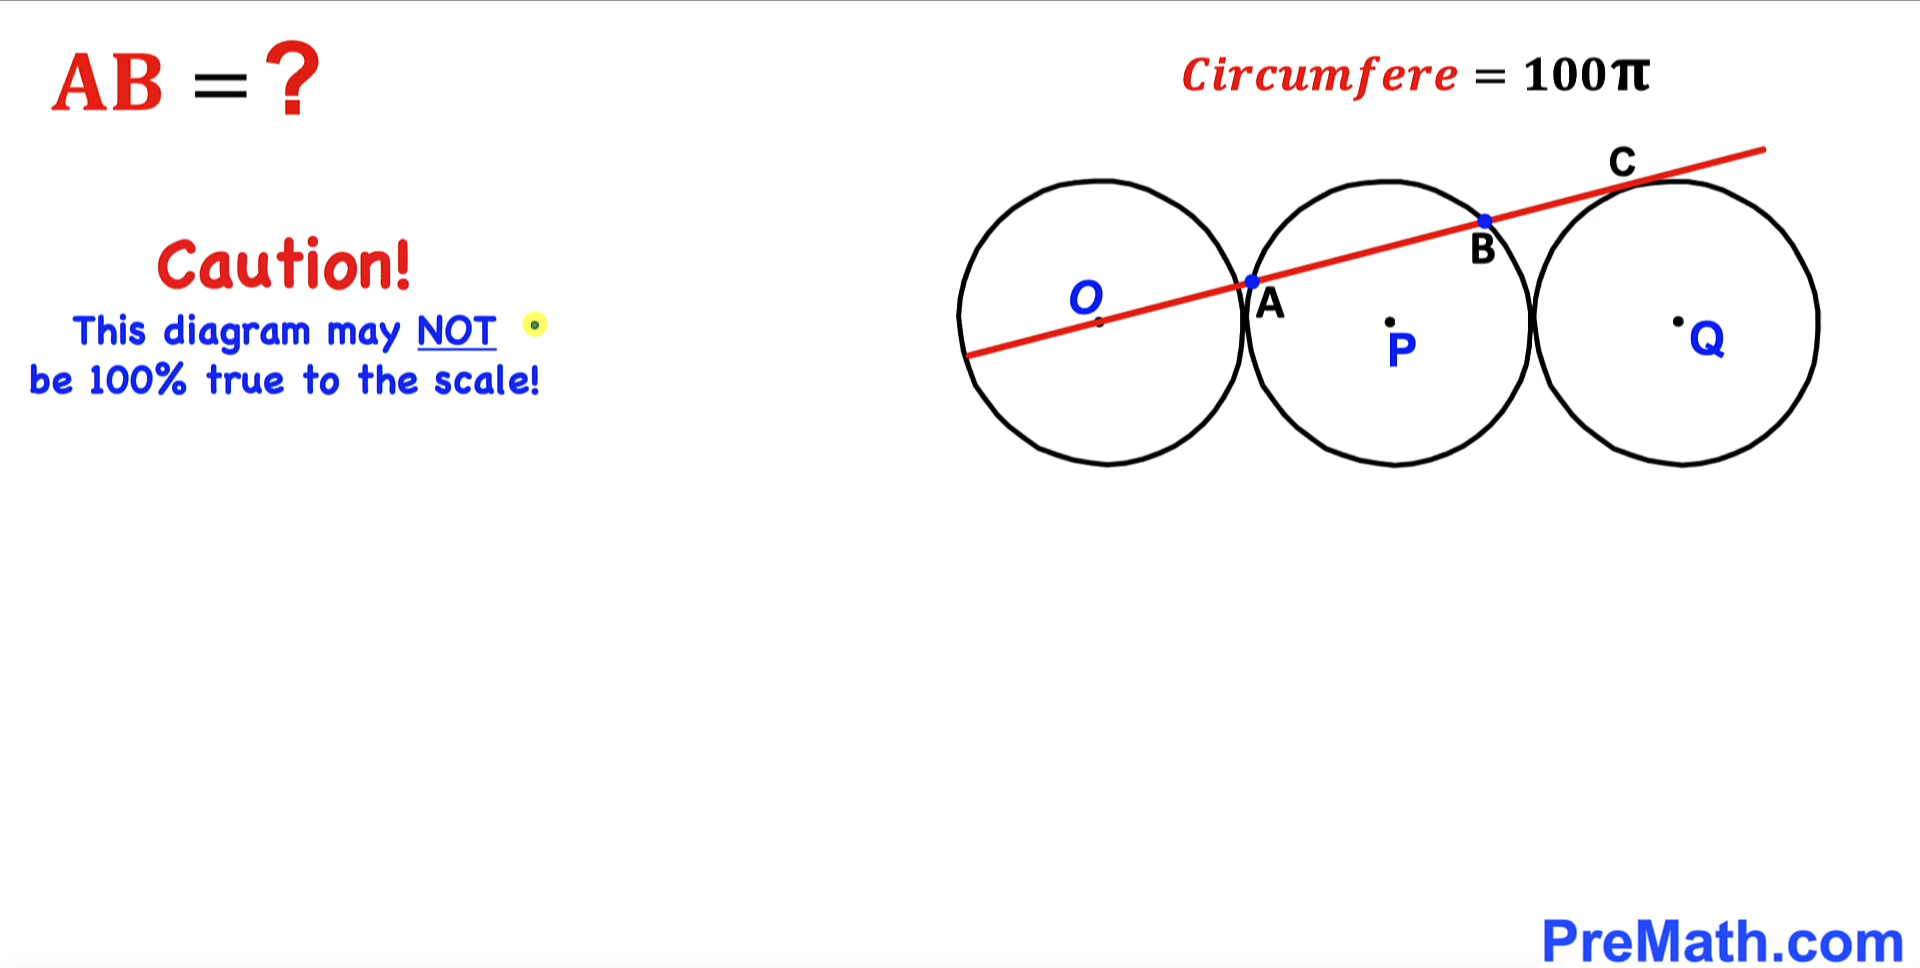 AB = ?
Circumfere = 100π
Caution!
This diagram may NOT
be 100% true to the scale!
C
B
O
A
P
Q
PreMath.com